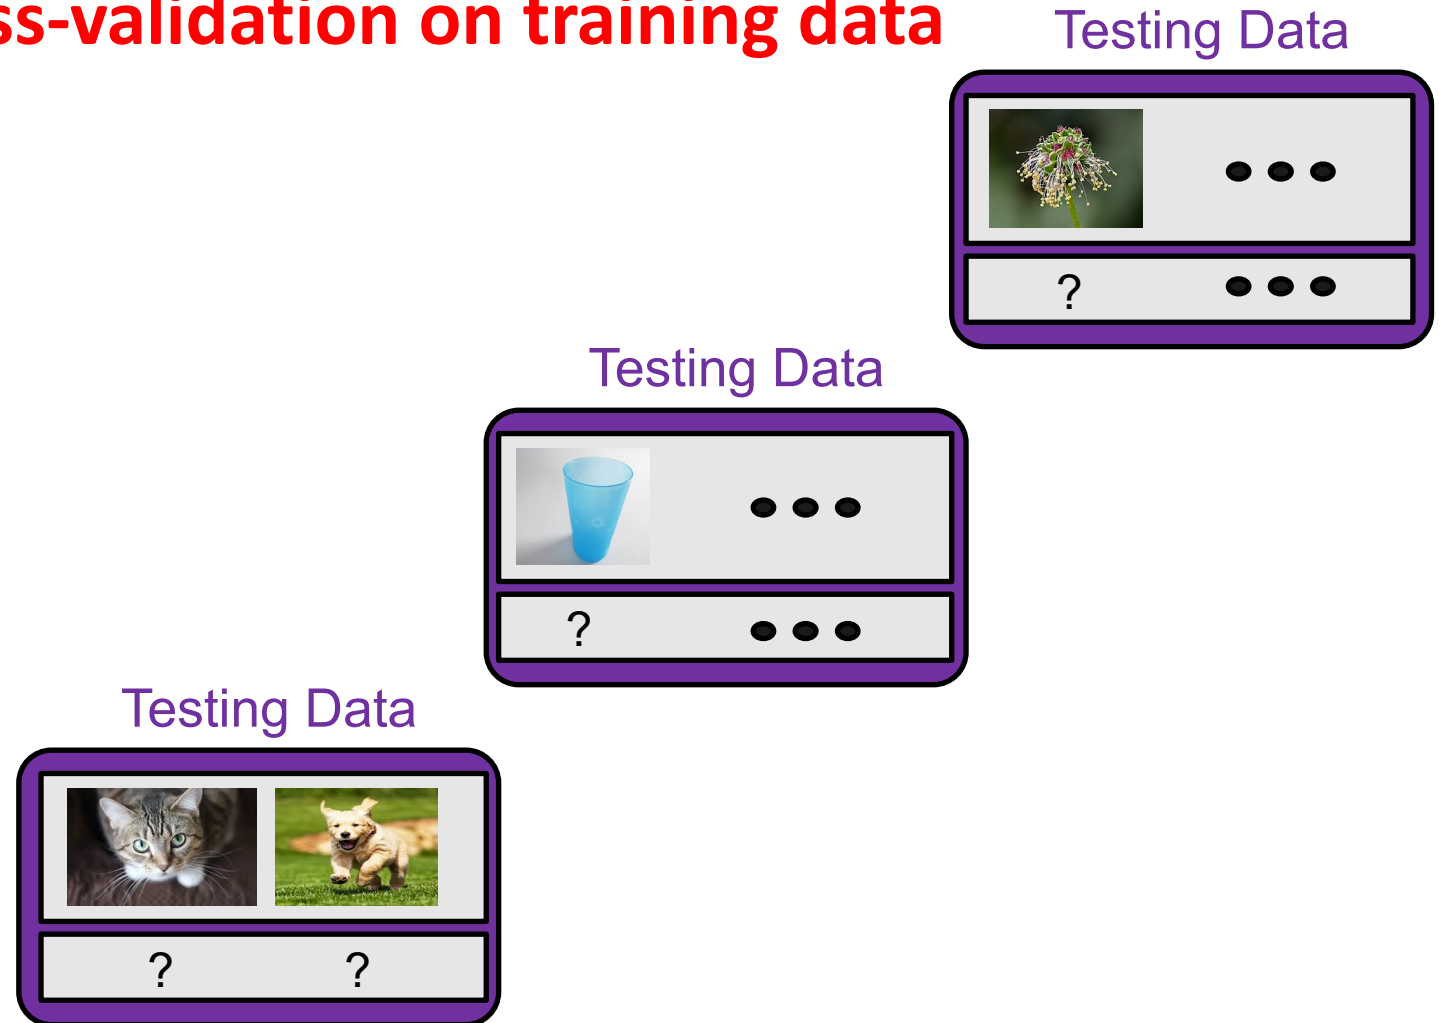 ss-validation on training data
Testing Data
?
Testing Data
?
Testing Data
? ?